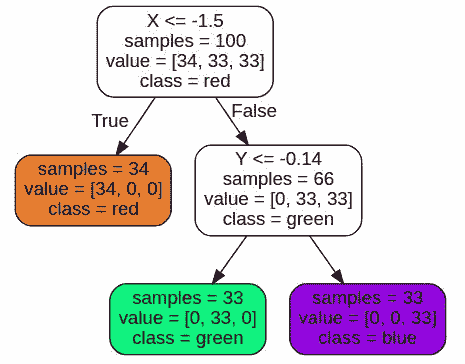 X <= -1.5
samples = 100
value = [34, 33, 33]
class = red
True
False
samples = 34
value = [34, 0, 0]
class = red
Y <= -0.14
samples = 66
value = [0, 33, 33]
class = green
samples = 33
value = [0, 33, 0]
class = green
samples = 33
value = [0, 0, 33]
class = blue